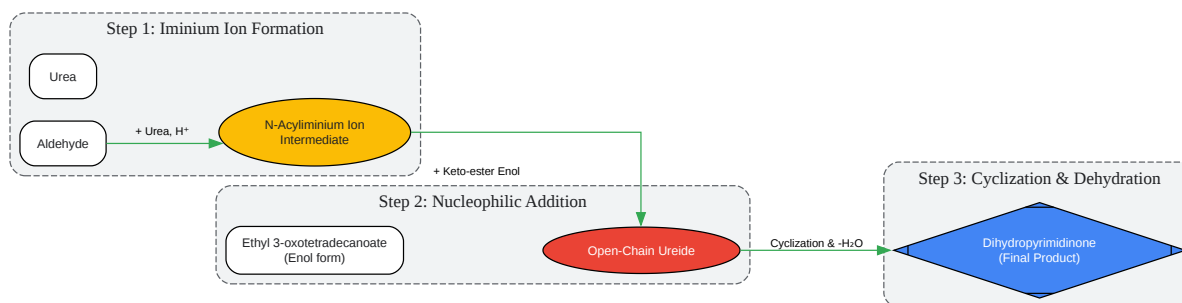 Step 1: Iminium Ion Formation
Urea
Aldehyde
+ Urea, H⁺
N-Acyliminium Ion
Intermediate
+ Keto-ester Enol
Step 2: Nucleophilic Addition
Ethyl 3-oxotetradecanoate
(Enol form)
Open-Chain Ureide
Cyclization & -H₂O
Step 3: Cyclization & Dehydration
Dihydropyrimidinone
(Final Product)